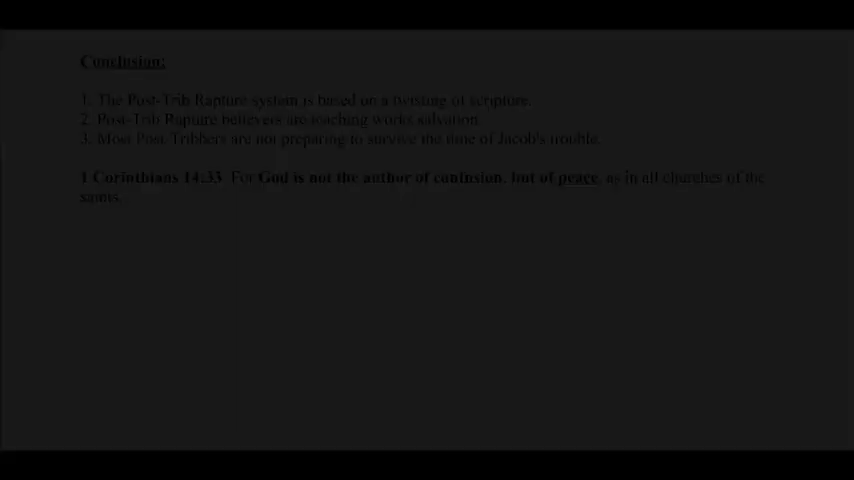 Conclusion:
1. The Post-Trib Rapture system is based on a twisting of scripture.
2. Post-Trib Rapture believers are teaching works salvation.
3. Most Post-Tribbers are not preparing to survive the time of Jacob's trouble.
1 Corinthians 14:33 For God is not the author of confusion, but of peace, as in all churches of the
saints.